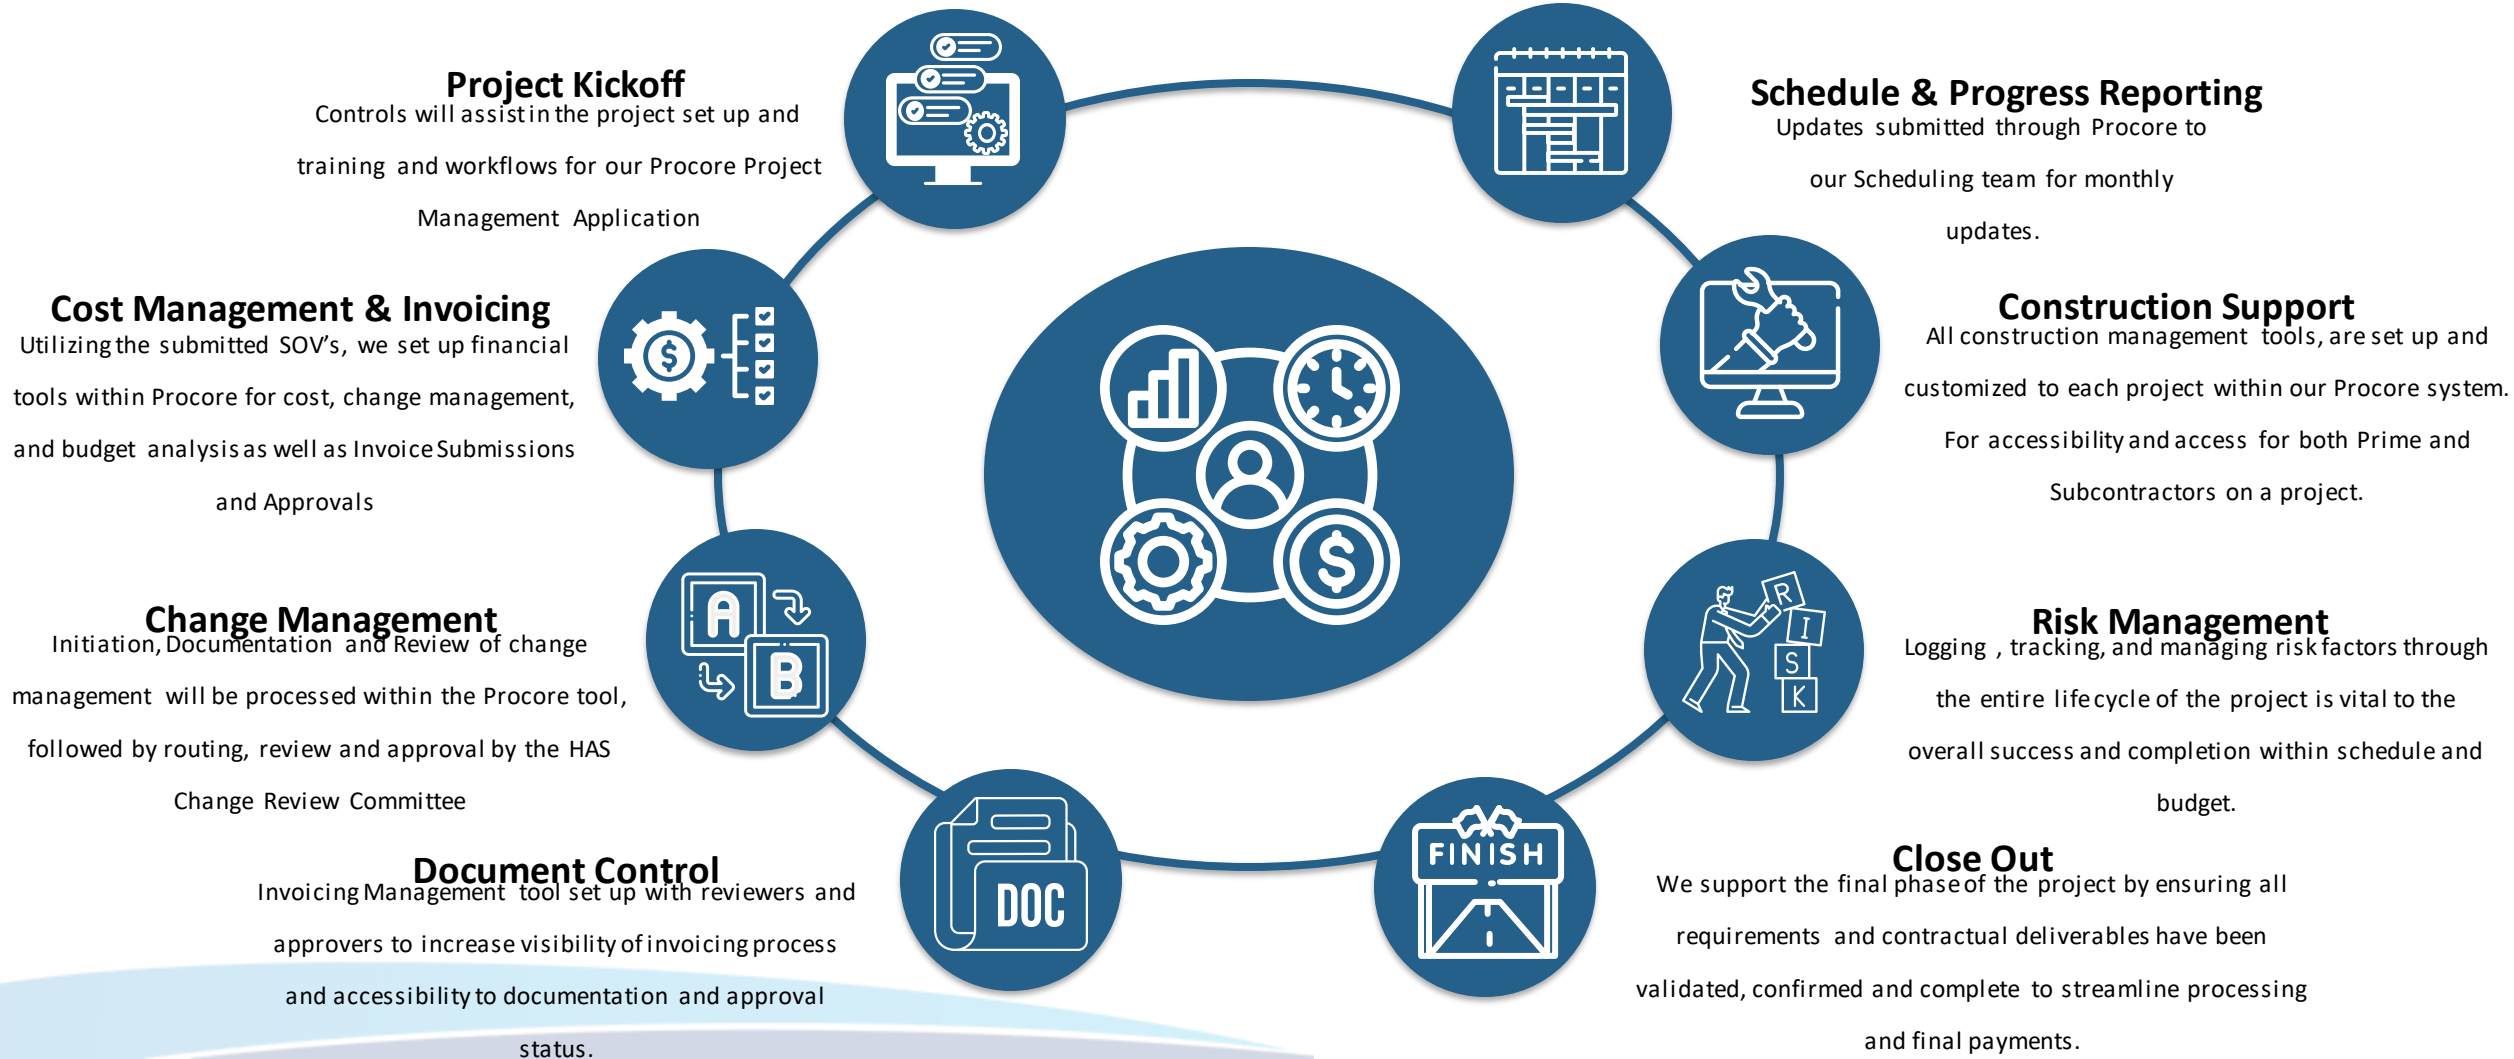 Project Kickoff
Controls will assist in the project set up and
training and workflows for our Procore Project
Management Application
Cost Management & Invoicing
Utilizing the submitted SOV’s, we set up financial
tools within Procore for cost, change management,
and budget analysis as well as Invoice Submissions
and Approvals
Change Management
Initiation, Documentation and Review of change
management will be processed within the Procore tool,
followed by routing, review and approval by the HAS
Change Review Committee
Document Control
Invoicing Management tool set up with reviewers and
approvers to increase visibility of invoicing process
and accessibility to documentation and approval
status.
Schedule & Progress Reporting
Updates submitted through Procore to
our Scheduling team for monthly
updates.
Construction Support
All construction management tools, are set up and
customized to each project within our Procore system.
For accessibility and access for both Prime and
Subcontractors on a project.
Risk Management
Logging , tracking, and managing risk factors through
the entire life cycle of the project is vital to the
overall success and completion within schedule and
budget.
Close Out
We support the final phase of the project by ensuring all
requirements and contractual deliverables have been
validated, confirmed and complete to streamline processing
and final payments.
$
$
A
B
DOC
R
I
S
K
FINISH